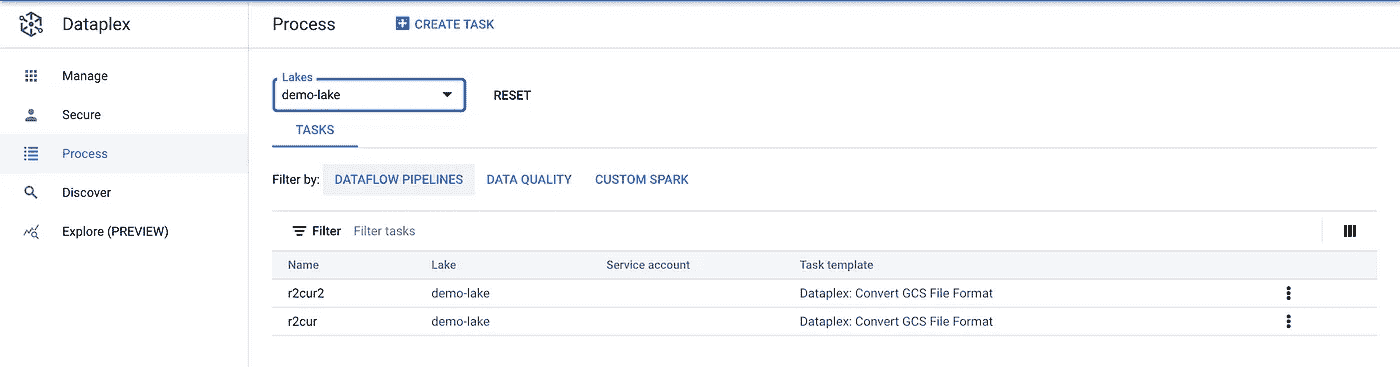 Dataplex
Process
CREATE TASK
Manage
Secure
Process
Discover
Explore (PREVIEW)
Lakes
demo-lake
RESET
TASKS
Filter by: DATAFLOW PIPELINES DATA QUALITY CUSTOM SPARK
Filter Filter tasks
Name Lake Service account Task template
r2cur2 demo-lake Dataplex: Convert GCS File Format
r2cur demo-lake Dataplex: Convert GCS File Format